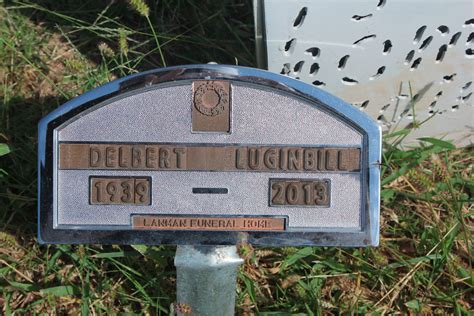 DELBERT LUGINBILL
1939 – 2013
LANMAN FUNERAL HOME